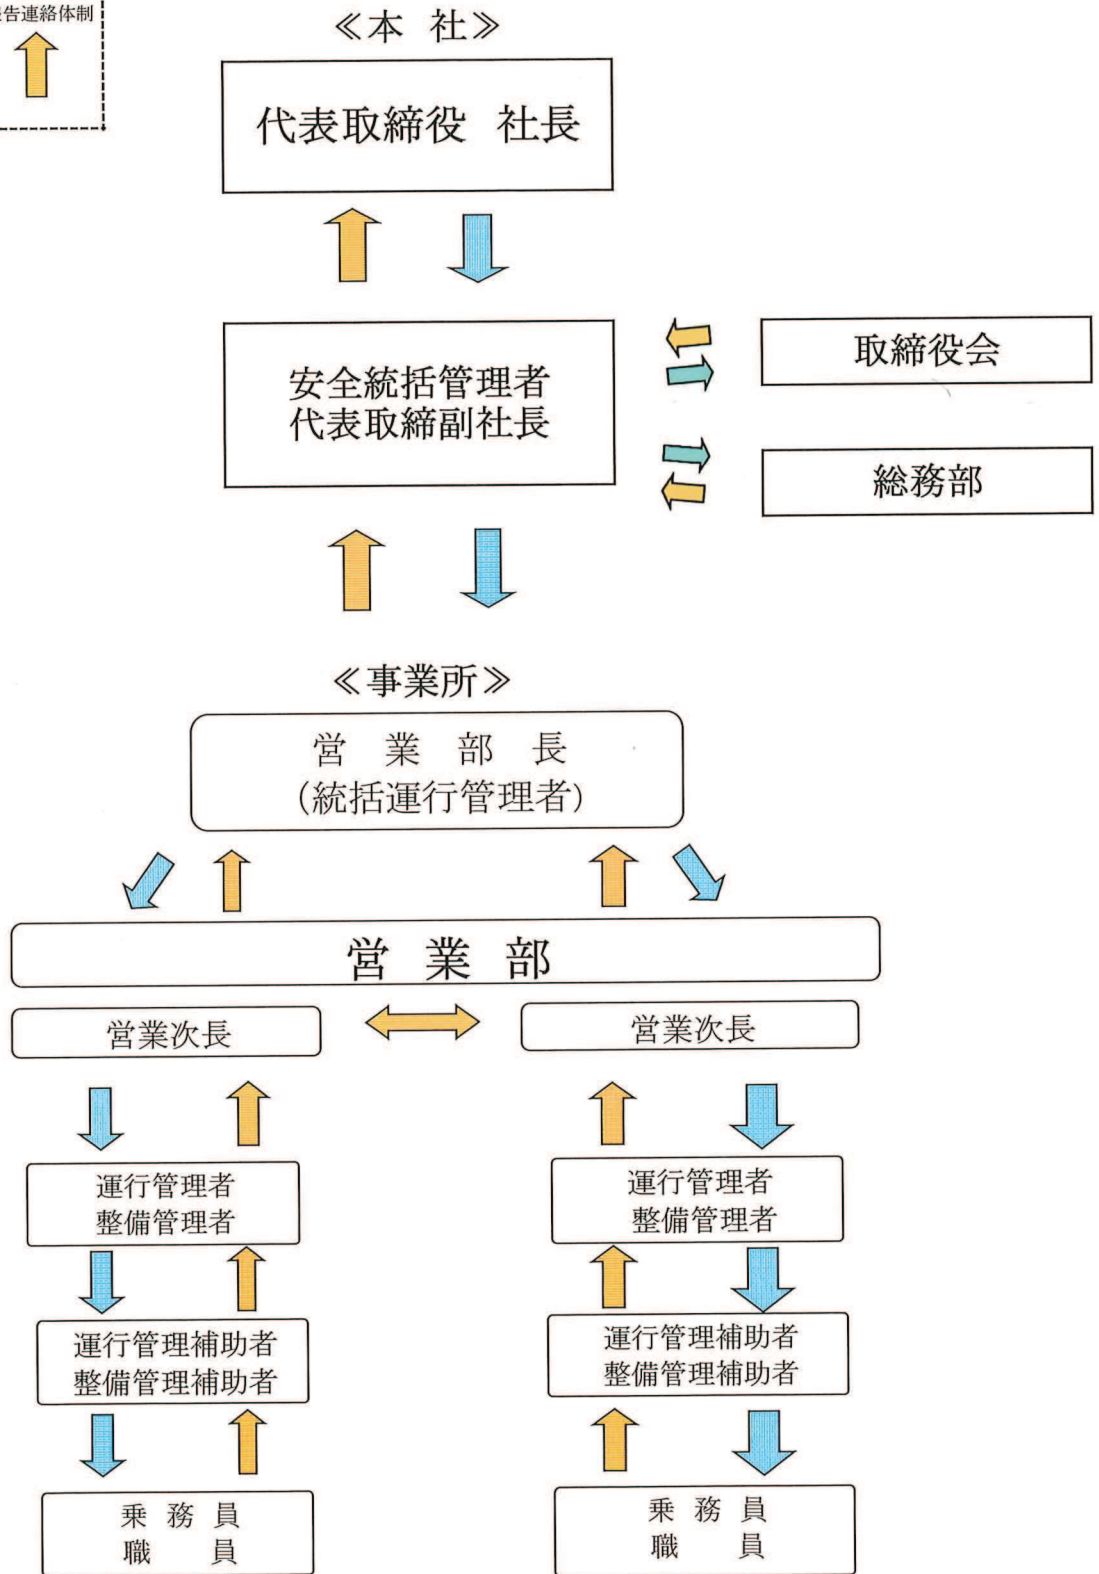 告連絡体制
≪本 社≫
代表取締役 社長
安全統括管理者
代表取締副社長
取締役会
総務部
≪事業所≫
営 業 部 長
(統括運行管理者)
営 業 部
営業次長
営業次長
運行管理者
整備管理者
運行管理者
整備管理者
運行管理補助者
整備管理補助者
運行管理補助者
整備管理補助者
乗 務 員
職 員
乗 務 員
職 員